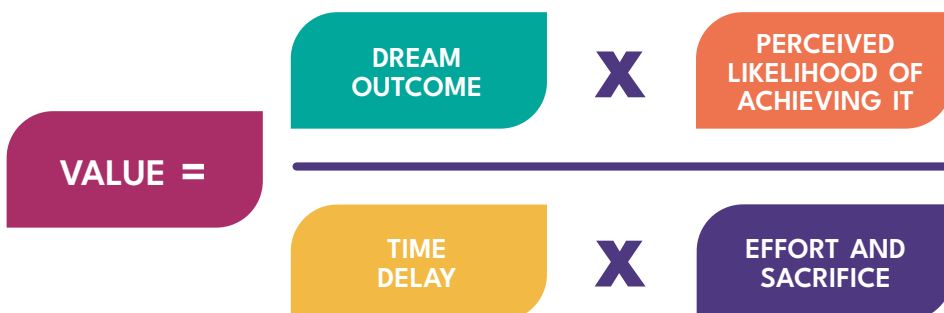 DREAM
OUTCOME
X
PERCEIVED
LIKELIHOOD OF
ACHIEVING IT
VALUE =
TIME
DELAY
X
EFFORT AND
SACRIFICE